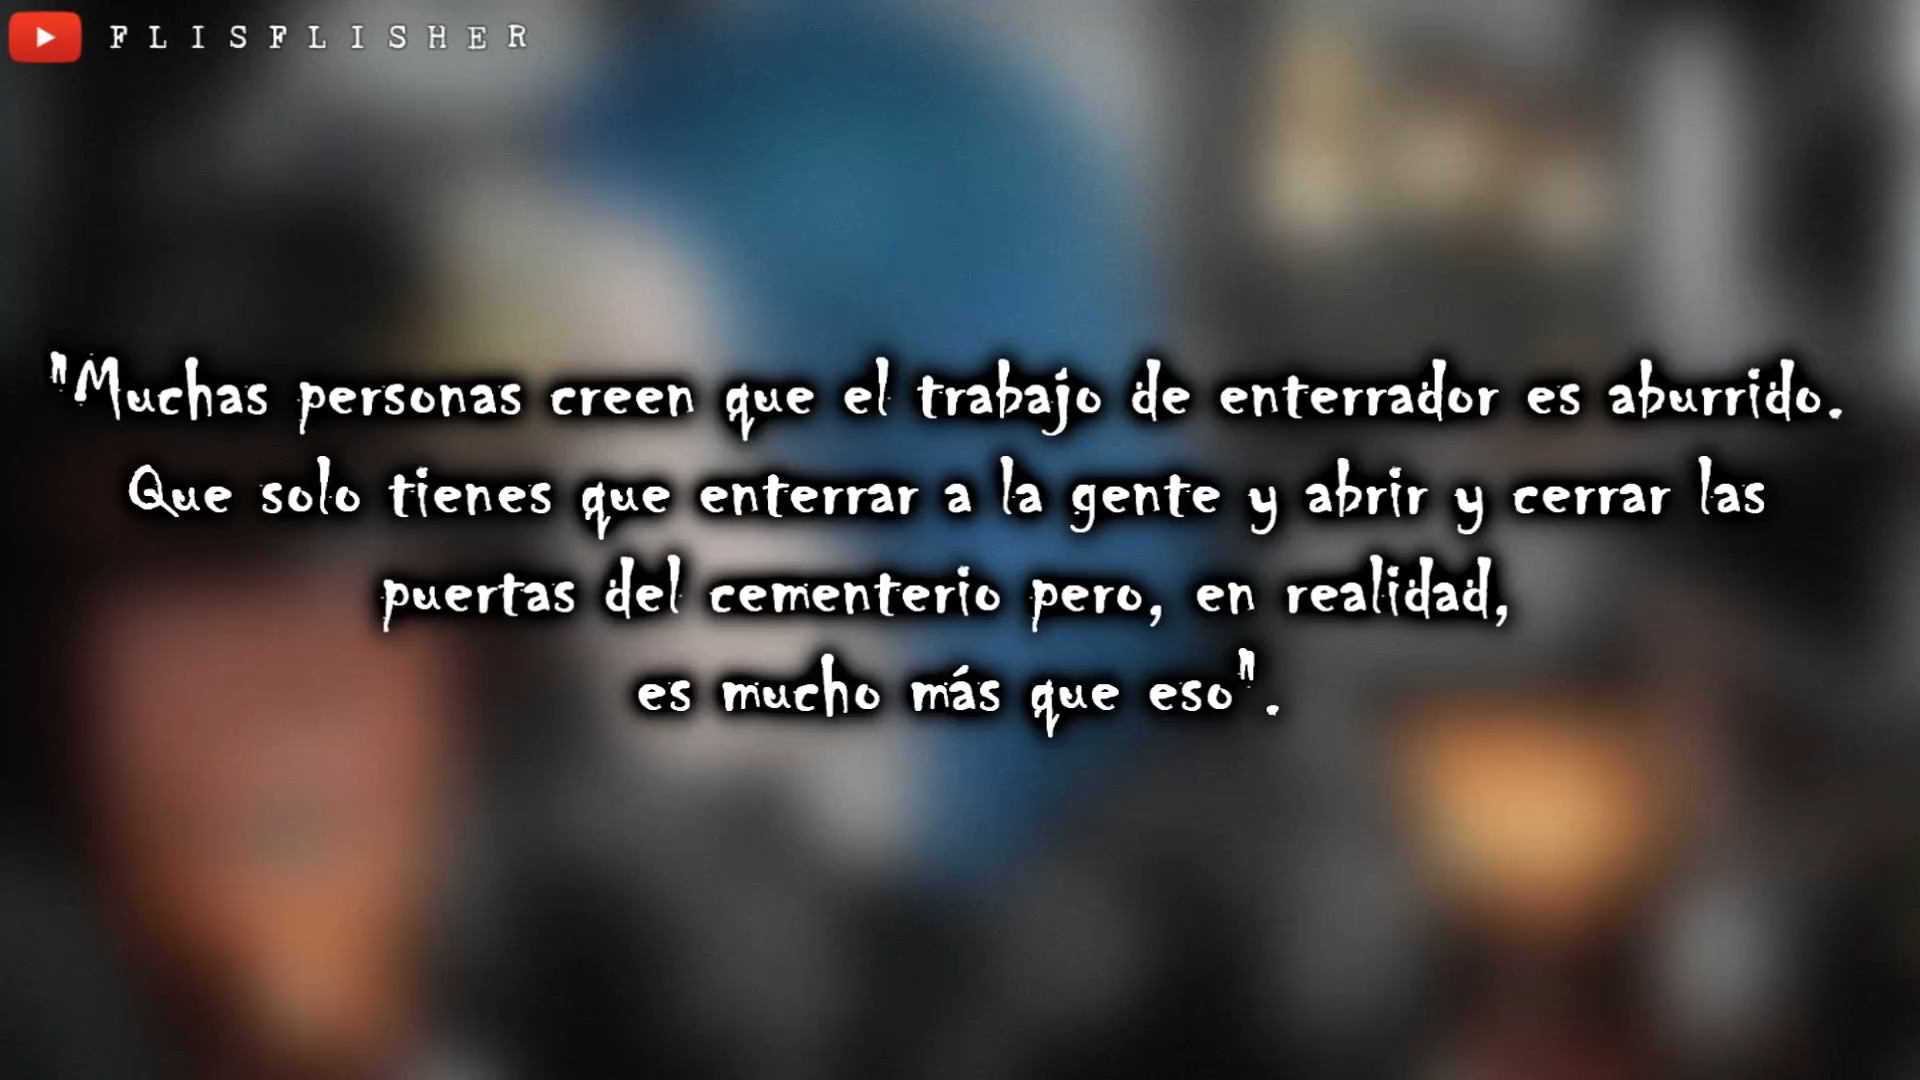 FLISFLISHER
"Muchas personas creen que el trabajo de enterrador es aburrido.
Que solo tienes que enterrar a la gente y abrir y cerrar las
puertas del cementerio pero, en realidad,
es mucho más que eso".